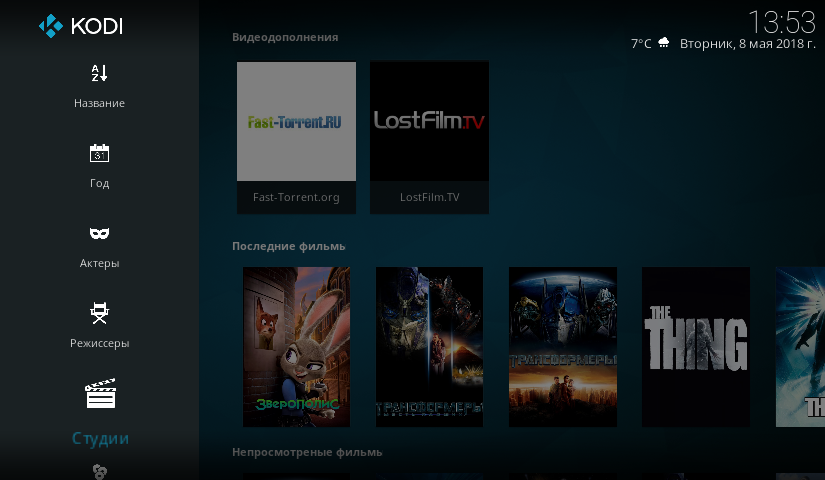 KODI
13:53
7°C Вторник, 8 мая 2018 г.
Название
31
Год
Актеры
Режиссеры
Студии
Видеодополнения
Fast-Torrent.RU
LostFilm.TV
Fast-Torrent.org
LostFilm.TV
Последние фильмы
ЗВЕРОПОЛИС
ТРАНСФОРМЕРЫ
ТРАНСФОРМЕРЫ
THE THING
Непросмотреные фильмы